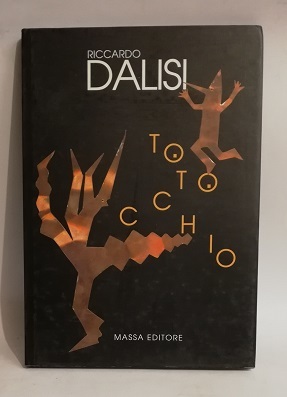 RICCARDO
DALISI
TOTOCCHIO
MASSA EDITORE